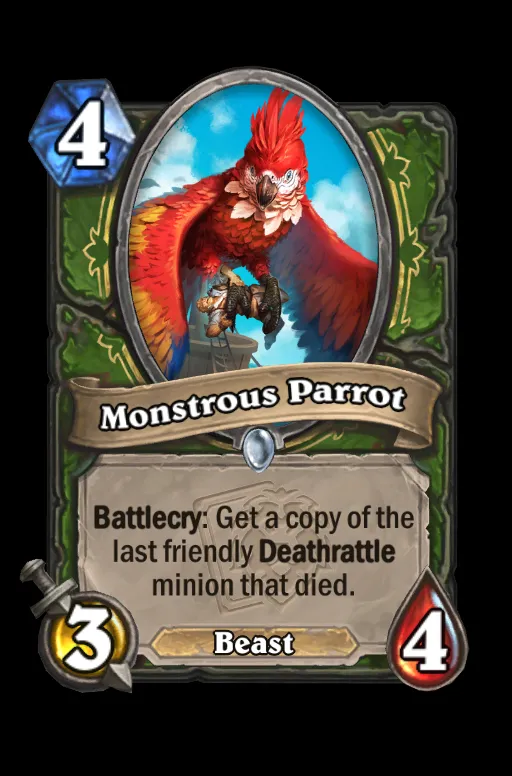 4
Monstrous Parrot
Battlecry: Get a copy of the
last friendly Deathrattle
minion that died.
3
Beast
4